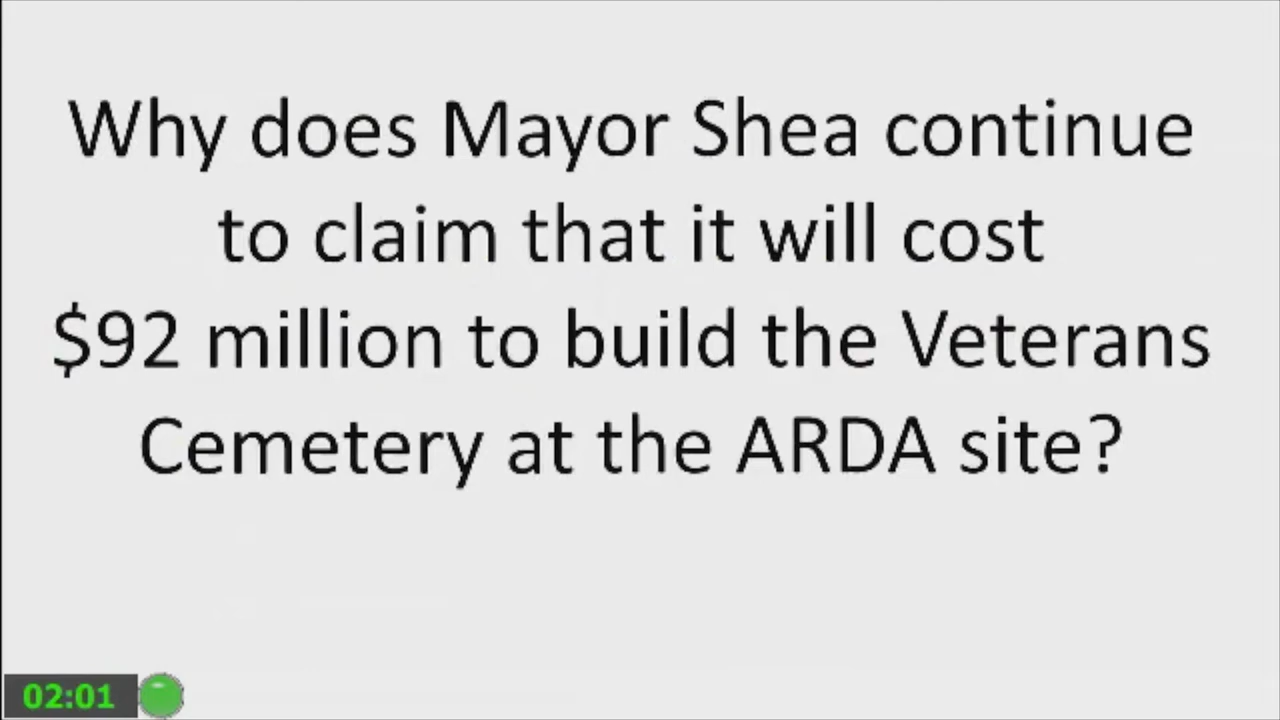 Why does Mayor Shea continue
to claim that it will cost
$92 million to build the Veterans
Cemetery at the ARDA site?
02:01